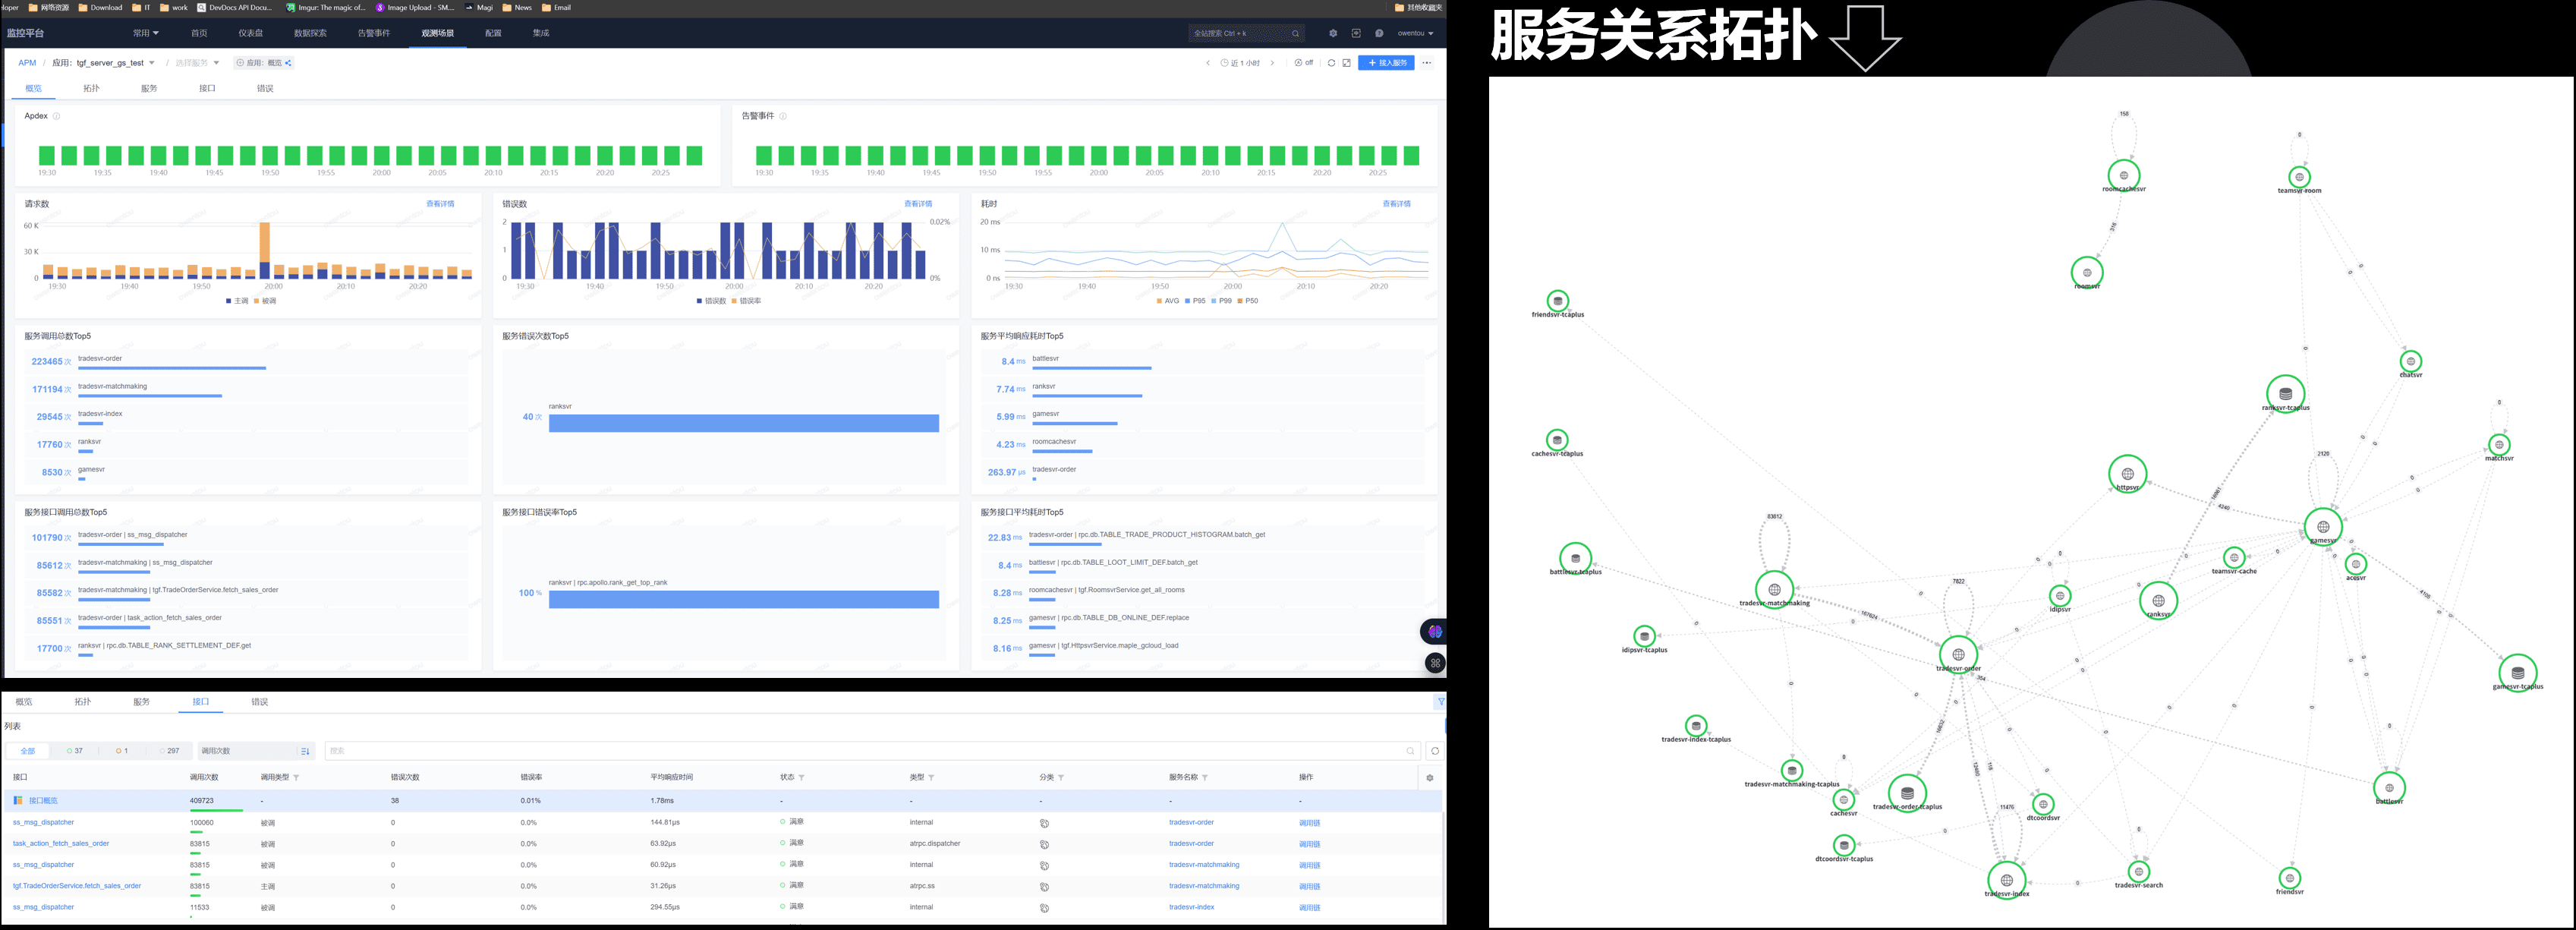 loper 网络资源 Download IT work DevDocs API Docu... Imgur: The magic of... Image Upload - SM.... Magi News Email 其他收藏夹
监控平台 常用 首页 仪表盘 数据探索 告警事件 观测场景 配置 集成 全站搜索 Ctrl + k owentou
APM / 应用: tgf_server_gs_test / 选择服务 应用: 概览 近 1 小时 off + 接入服务
概览 拓扑 服务 接口 错误
Apdex
19:30 19:35 19:40 19:45 19:50 19:55 20:00 20:05 20:10 20:15 20:20 20:25
告警事件
19:30 19:35 19:40 19:45 19:50 19:55 20:00 20:05 20:10 20:15 20:20 20:25
请求数 查看详情
60 K
30 K
0
19:30 19:40 19:50 20:00 20:10 20:20
主调 被调
错误数 查看详情
2 0.02%
1
0 0%
19:30 19:40 19:50 20:00 20:10 20:20
错误数 错误率
耗时 查看详情
20 ms
10 ms
0 ns
19:30 19:40 19:50 20:00 20:10 20:20
AVG P95 P99 P50
服务调用总数Top5
223465 次 tradesvr-order
171194 次 tradesvr-matchmaking
29545 次 tradesvr-index
17760 次 ranksvr
8530 次 gamesvr
服务错误次数Top5
40 次 ranksvr
服务平均响应耗时Top5
8.4 ms battlesvr
7.74 ms ranksvr
5.99 ms gamesvr
4.23 ms roomcachesvr
263.97 μs tradesvr-order
服务接口调用总数Top5
101790 次 tradesvr-order | ss_msg_dispatcher
85612 次 tradesvr-matchmaking | ss_msg_dispatcher
85582 次 tradesvr-matchmaking | tgf.TradeOrderService.fetch_sales_order
85551 次 tradesvr-order | task_action_fetch_sales_order
17700 次 ranksvr | rpc.db.TABLE_RANK_SETTLEMENT_DEF.get
服务接口错误率Top5
100 % ranksvr | rpc.apollo.rank_get_top_rank
服务接口平均耗时Top5
22.83 ms tradesvr-order | rpc.db.TABLE_TRADE_PRODUCT_HISTOGRAM.batch_get
8.4 ms battlesvr | rpc.db.TABLE_LOOT_LIMIT_DEF.batch_get
8.28 ms roomcachesvr | tgf.RoomsvrService.get_all_rooms
8.25 ms gamesvr | rpc.db.TABLE_DB_ONLINE_DEF.replace
8.16 ms gamesvr | tgf.HttpsvrService.maple_gcloud_load
概览 拓扑 服务 接口 错误
列表
全部 37 1 297 调用次数 搜索
接口 调用次数 调用类型 错误次数 错误率 平均响应时间 状态 类型 分类 服务名称 操作
接口概览 409723 - 38 0.01% 1.78ms - - - - -
ss_msg_dispatcher 100060 被调 0 0.0% 144.81μs 满意 internal tradesvr-order 调用链
task_action_fetch_sales_order 83815 被调 0 0.0% 63.92μs 满意 atrpc.dispatcher tradesvr-order 调用链
ss_msg_dispatcher 83815 被调 0 0.0% 60.92μs 满意 internal tradesvr-matchmaking 调用链
tgf.TradeOrderService.fetch_sales_order 83815 主调 0 0.0% 31.26μs 满意 atrpc.ss tradesvr-matchmaking 调用链
ss_msg_dispatcher 11533 被调 0 0.0% 294.55μs 满意 internal tradesvr-index 调用链
服务关系拓扑
158
0
roomcachesvr
teamsvr-room
316
roomsvr
friendsvr-tcaplus
chatsvr
ranksvr-tcaplus
0
cachesvr-tcaplus
matchsvr
2120
httpsvr
4240
83612
gamesvr
battlesvr-tcaplus
teamsvr-cache
acesvr
7822
tradesvr-matchmaking
idipsvr
ranksvr
167624
idipsvr-tcaplus
tradesvr-order
354
gamesvr-tcaplus
tradesvr-index-tcaplus
tradesvr-matchmaking-tcaplus
118
battlesvr
cachesvr
tradesvr-order-tcaplus
11476
dtcoordsvr
dtcoordsvr-tcaplus
tradesvr-index
tradesvr-search
friendsvr